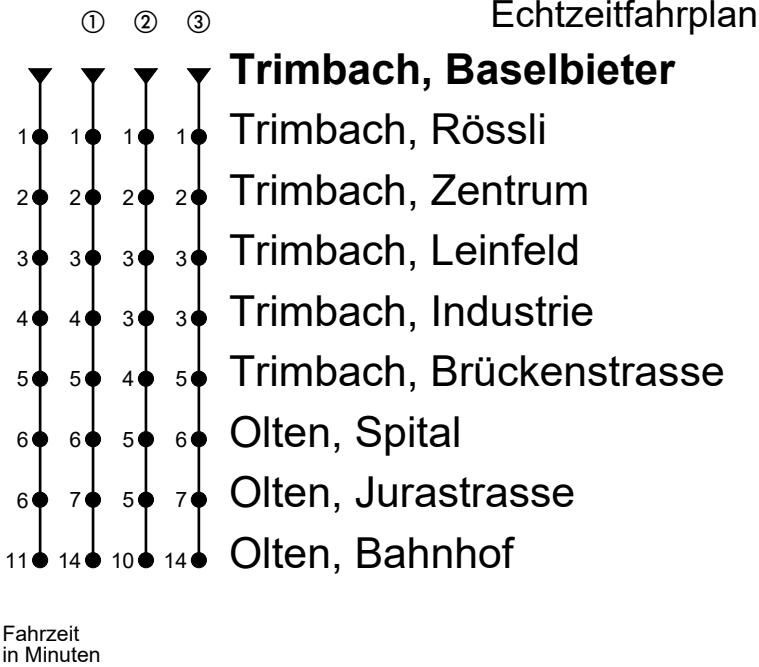 Echtzeitfahrplan
① ② ③
Trimbach, Baselbieter
1 1 1 1 Trimbach, Rössli
2 2 2 2 Trimbach, Zentrum
3 3 3 3 Trimbach, Leinfeld
4 4 3 3 Trimbach, Industrie
5 5 4 5 Trimbach, Brückenstrasse
6 6 5 6 Olten, Spital
6 7 5 7 Olten, Jurastrasse
11 14 10 14 Olten, Bahnhof
Fahrzeit
in Minuten